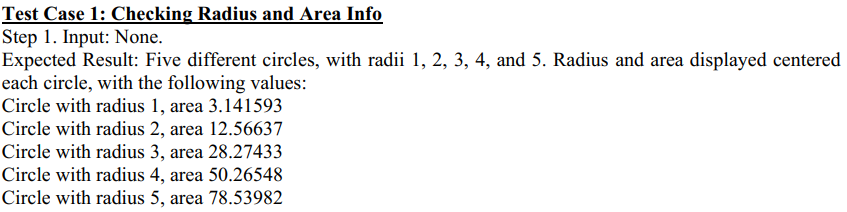 Test Case 1: Checking Radius and Area Info
Step 1. Input: None.
Expected Result: Five different circles, with radii 1, 2, 3, 4, and 5. Radius and area displayed centered
each circle, with the following values:
Circle with radius 1, area 3.141593
Circle with radius 2, area 12.56637
Circle with radius 3, area 28.27433
Circle with radius 4, area 50.26548
Circle with radius 5, area 78.53982